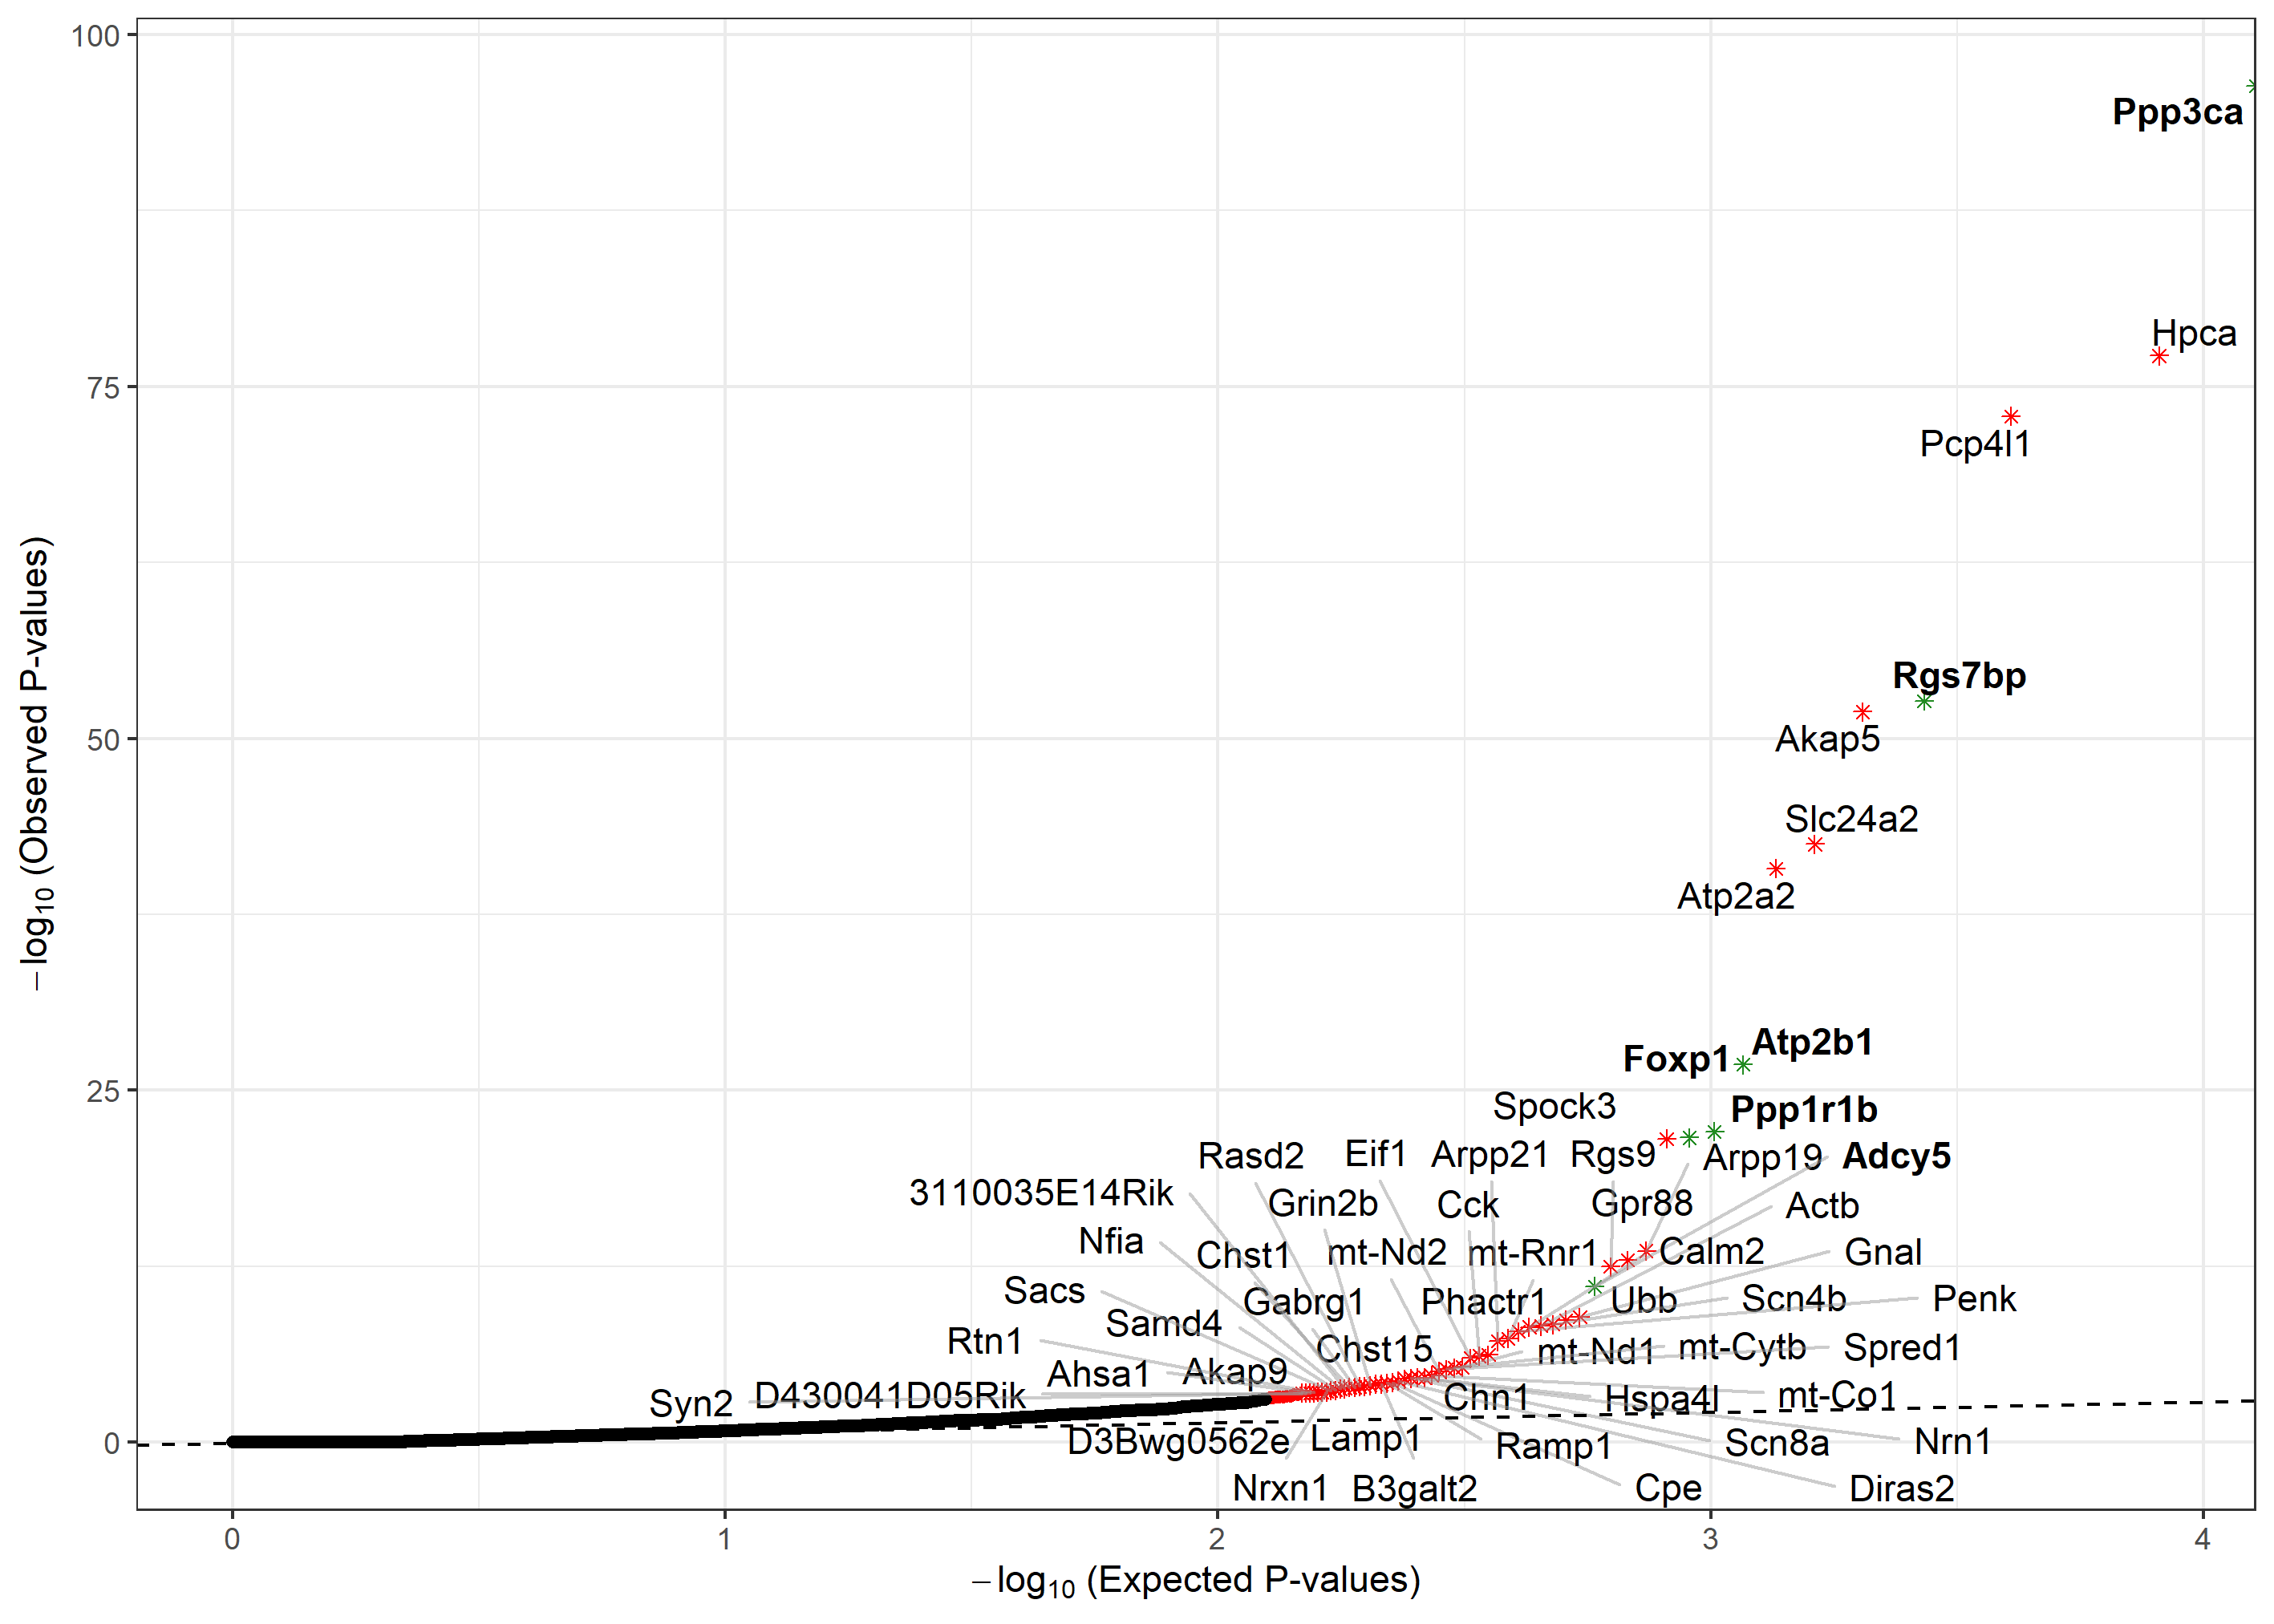 100
Ppp3ca
Hpca
75
Pcp4l1
Rgs7bp
Akap5
50
Slc24a2
Atp2a2
Foxp1
Atp2b1
25
Spock3
Ppp1r1b
Rasd2
Eif1
Arpp21
Rgs9
Arpp19
Adcy5
3110035E14Rik
Grin2b
Cck
Gpr88
Actb
Nfia
Chst1
mt-Nd2
mt-Rnr1
Calm2
Gnal
Sacs
Gabrg1
Phactr1
Ubb
Scn4b
Penk
Samd4
Rtn1
Chst15
mt-Nd1
mt-Cytb
Spred1
Ahsa1
Akap9
Syn2
D430041D05Rik
Chn1
Hspa4l
mt-Co1
0
D3Bwg0562e
Lamp1
Ramp1
Scn8a
Nrn1
Nrxn1
B3galt2
Cpe
Diras2
0 1 2 3 4
−log10 (Expected P-values)
−log10 (Observed P-values)